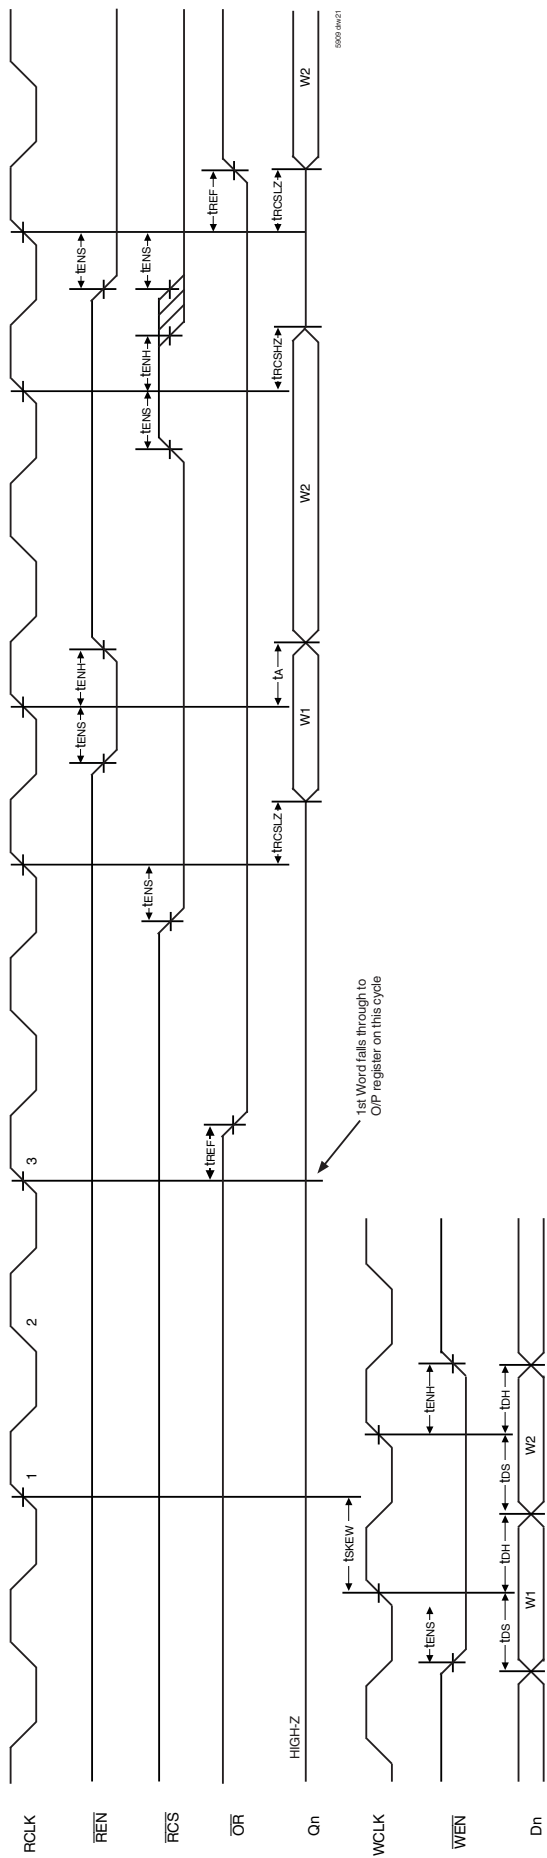 RCLK 1 2 3
REN tENS tENH tENS
RCS tENS tENS tENH tENS
OR tREF tREF
tRCSLZ tA tRCSHZ tRCSLZ
Qn HIGH-Z W1 W2 W2
5909 drw21
1st Word falls through to
O/P register on this cycle
tSKEW
WCLK
WEN tENS tENH
tDS tDH tDS tDH
Dn W1 W2